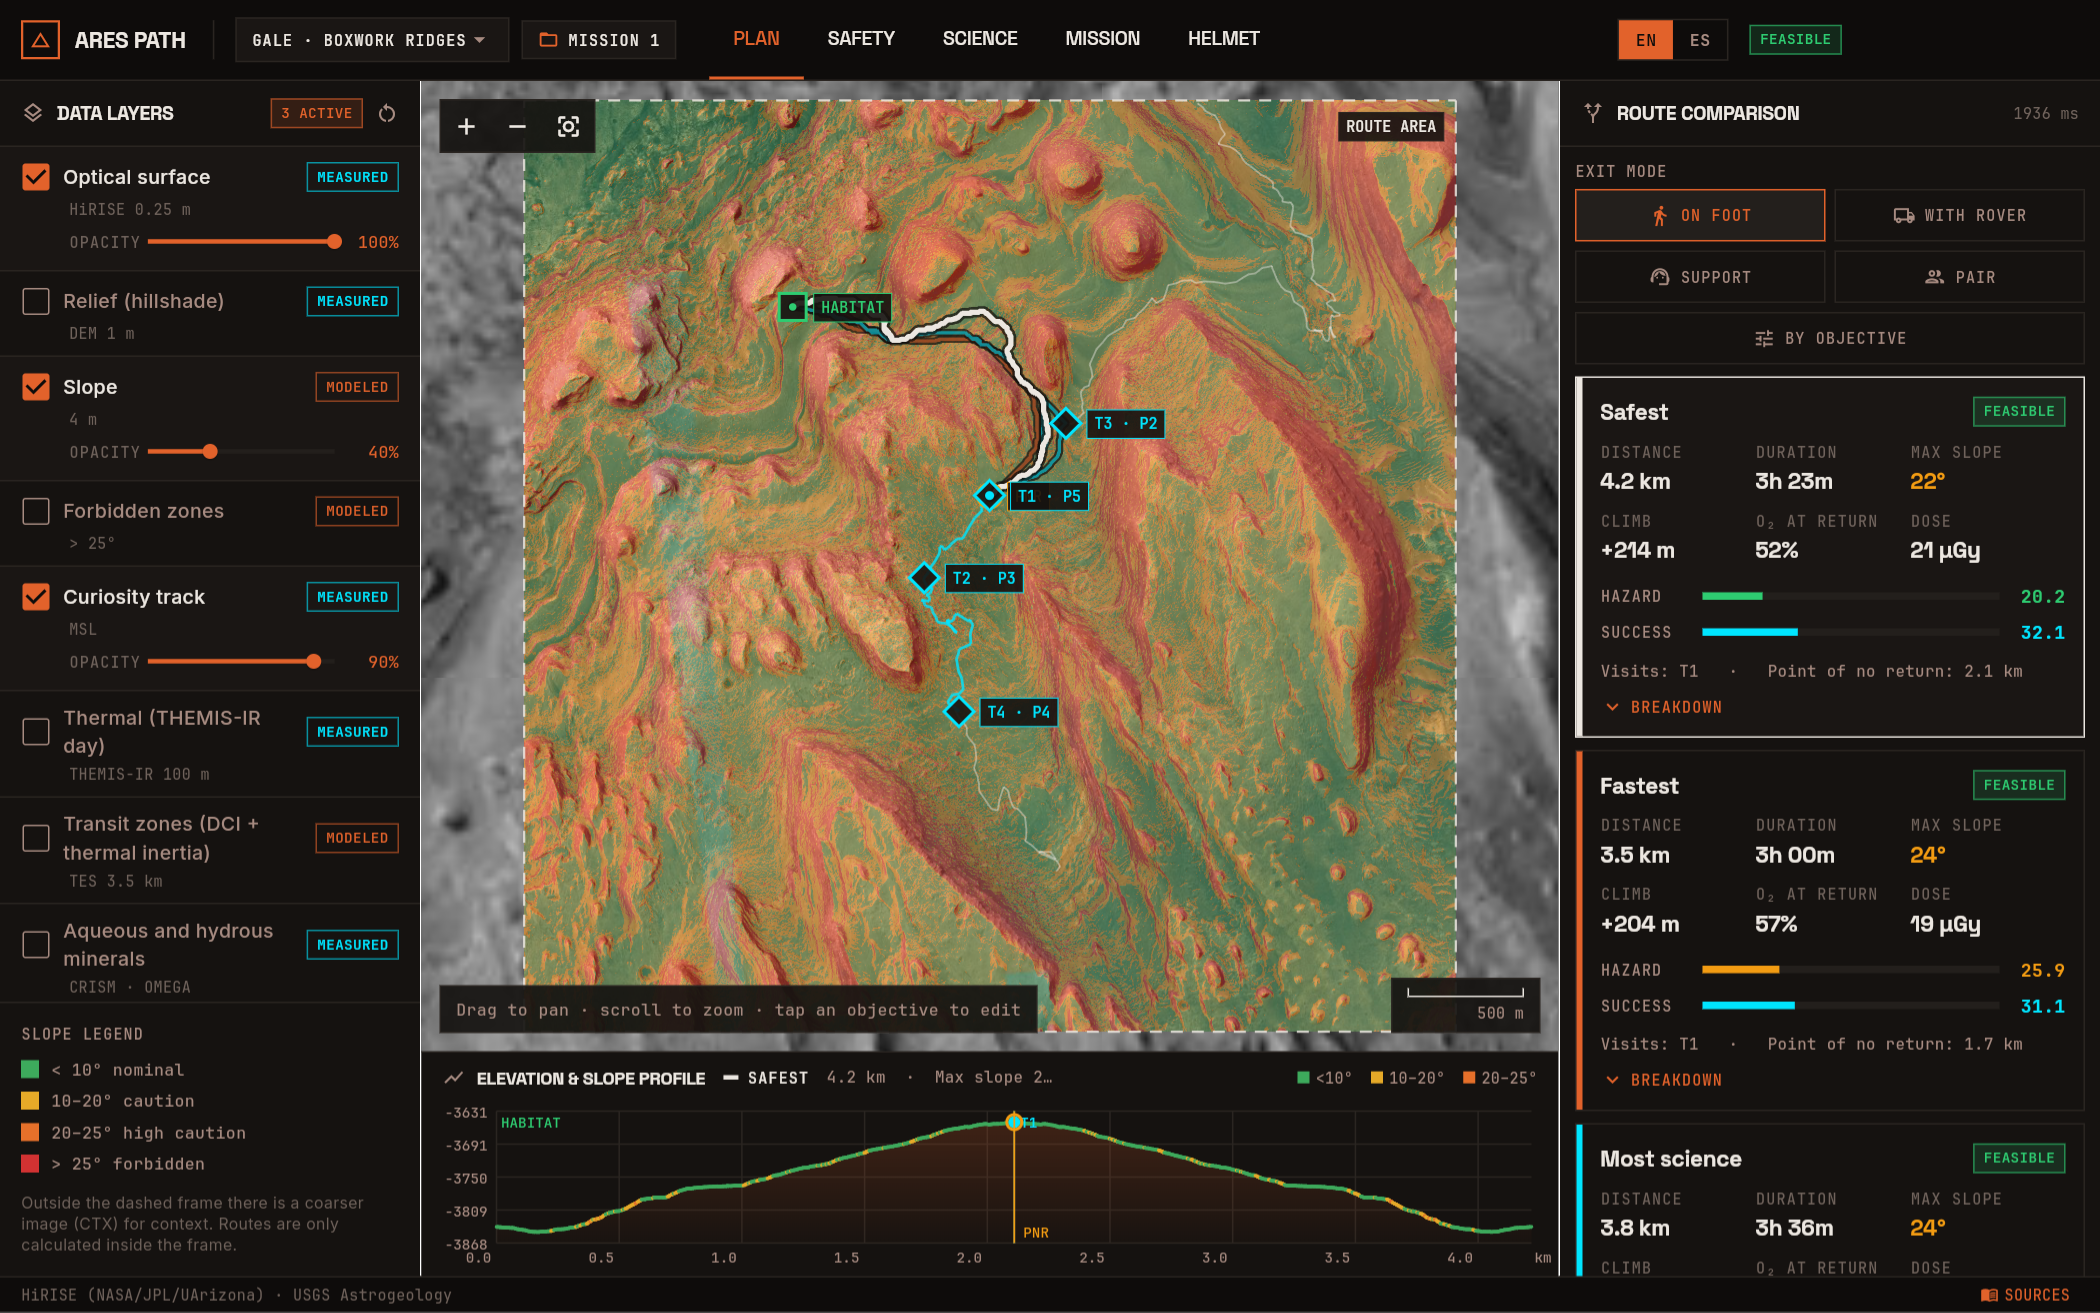 ARES PATH
GALE · BOXWORK RIDGES
MISSION 1
PLAN
SAFETY
SCIENCE
MISSION
HELMET
EN
ES
FEASIBLE
DATA LAYERS
3 ACTIVE
Optical surface
MEASURED
HiRISE 0.25 m
OPACITY
100%
Relief (hillshade)
MEASURED
DEM 1 m
Slope
MODELED
4 m
OPACITY
40%
Forbidden zones
MODELED
> 25°
Curiosity track
MEASURED
MSL
OPACITY
90%
Thermal (THEMIS-IR
day)
MEASURED
THEMIS-IR 100 m
Transit zones (DCI +
thermal inertia)
MODELED
TES 3.5 km
Aqueous and hydrous
minerals
MEASURED
CRISM · OMEGA
SLOPE LEGEND
< 10° nominal
10–20° caution
20–25° high caution
> 25° forbidden
Outside the dashed frame there is a coarser
image (CTX) for context. Routes are only
calculated inside the frame.
ROUTE AREA
HABITAT
T3 · P2
T1 · P5
T2 · P3
T4 · P4
Drag to pan · scroll to zoom · tap an objective to edit
500 m
ELEVATION & SLOPE PROFILE
SAFEST
4.2 km · Max slope 2…
<10°
10–20°
20–25°
-3631
-3691
-3750
-3809
-3868
HABITAT
T1
PNR
0.0
0.5
1.0
1.5
2.0
2.5
3.0
3.5
4.0
km
ROUTE COMPARISON
1936 ms
EXIT MODE
ON FOOT
WITH ROVER
SUPPORT
PAIR
BY OBJECTIVE
Safest
FEASIBLE
DISTANCE DURATION MAX SLOPE
4.2 km 3h 23m 22°
CLIMB O₂ AT RETURN DOSE
+214 m 52% 21 µGy
HAZARD 20.2
SUCCESS 32.1
Visits: T1 · Point of no return: 2.1 km
BREAKDOWN
Fastest
FEASIBLE
DISTANCE DURATION MAX SLOPE
3.5 km 3h 00m 24°
CLIMB O₂ AT RETURN DOSE
+204 m 57% 19 µGy
HAZARD 25.9
SUCCESS 31.1
Visits: T1 · Point of no return: 1.7 km
BREAKDOWN
Most science
FEASIBLE
DISTANCE DURATION MAX SLOPE
3.8 km 3h 36m 24°
CLIMB O₂ AT RETURN DOSE
HiRISE (NASA/JPL/UArizona) · USGS Astrogeology
SOURCES